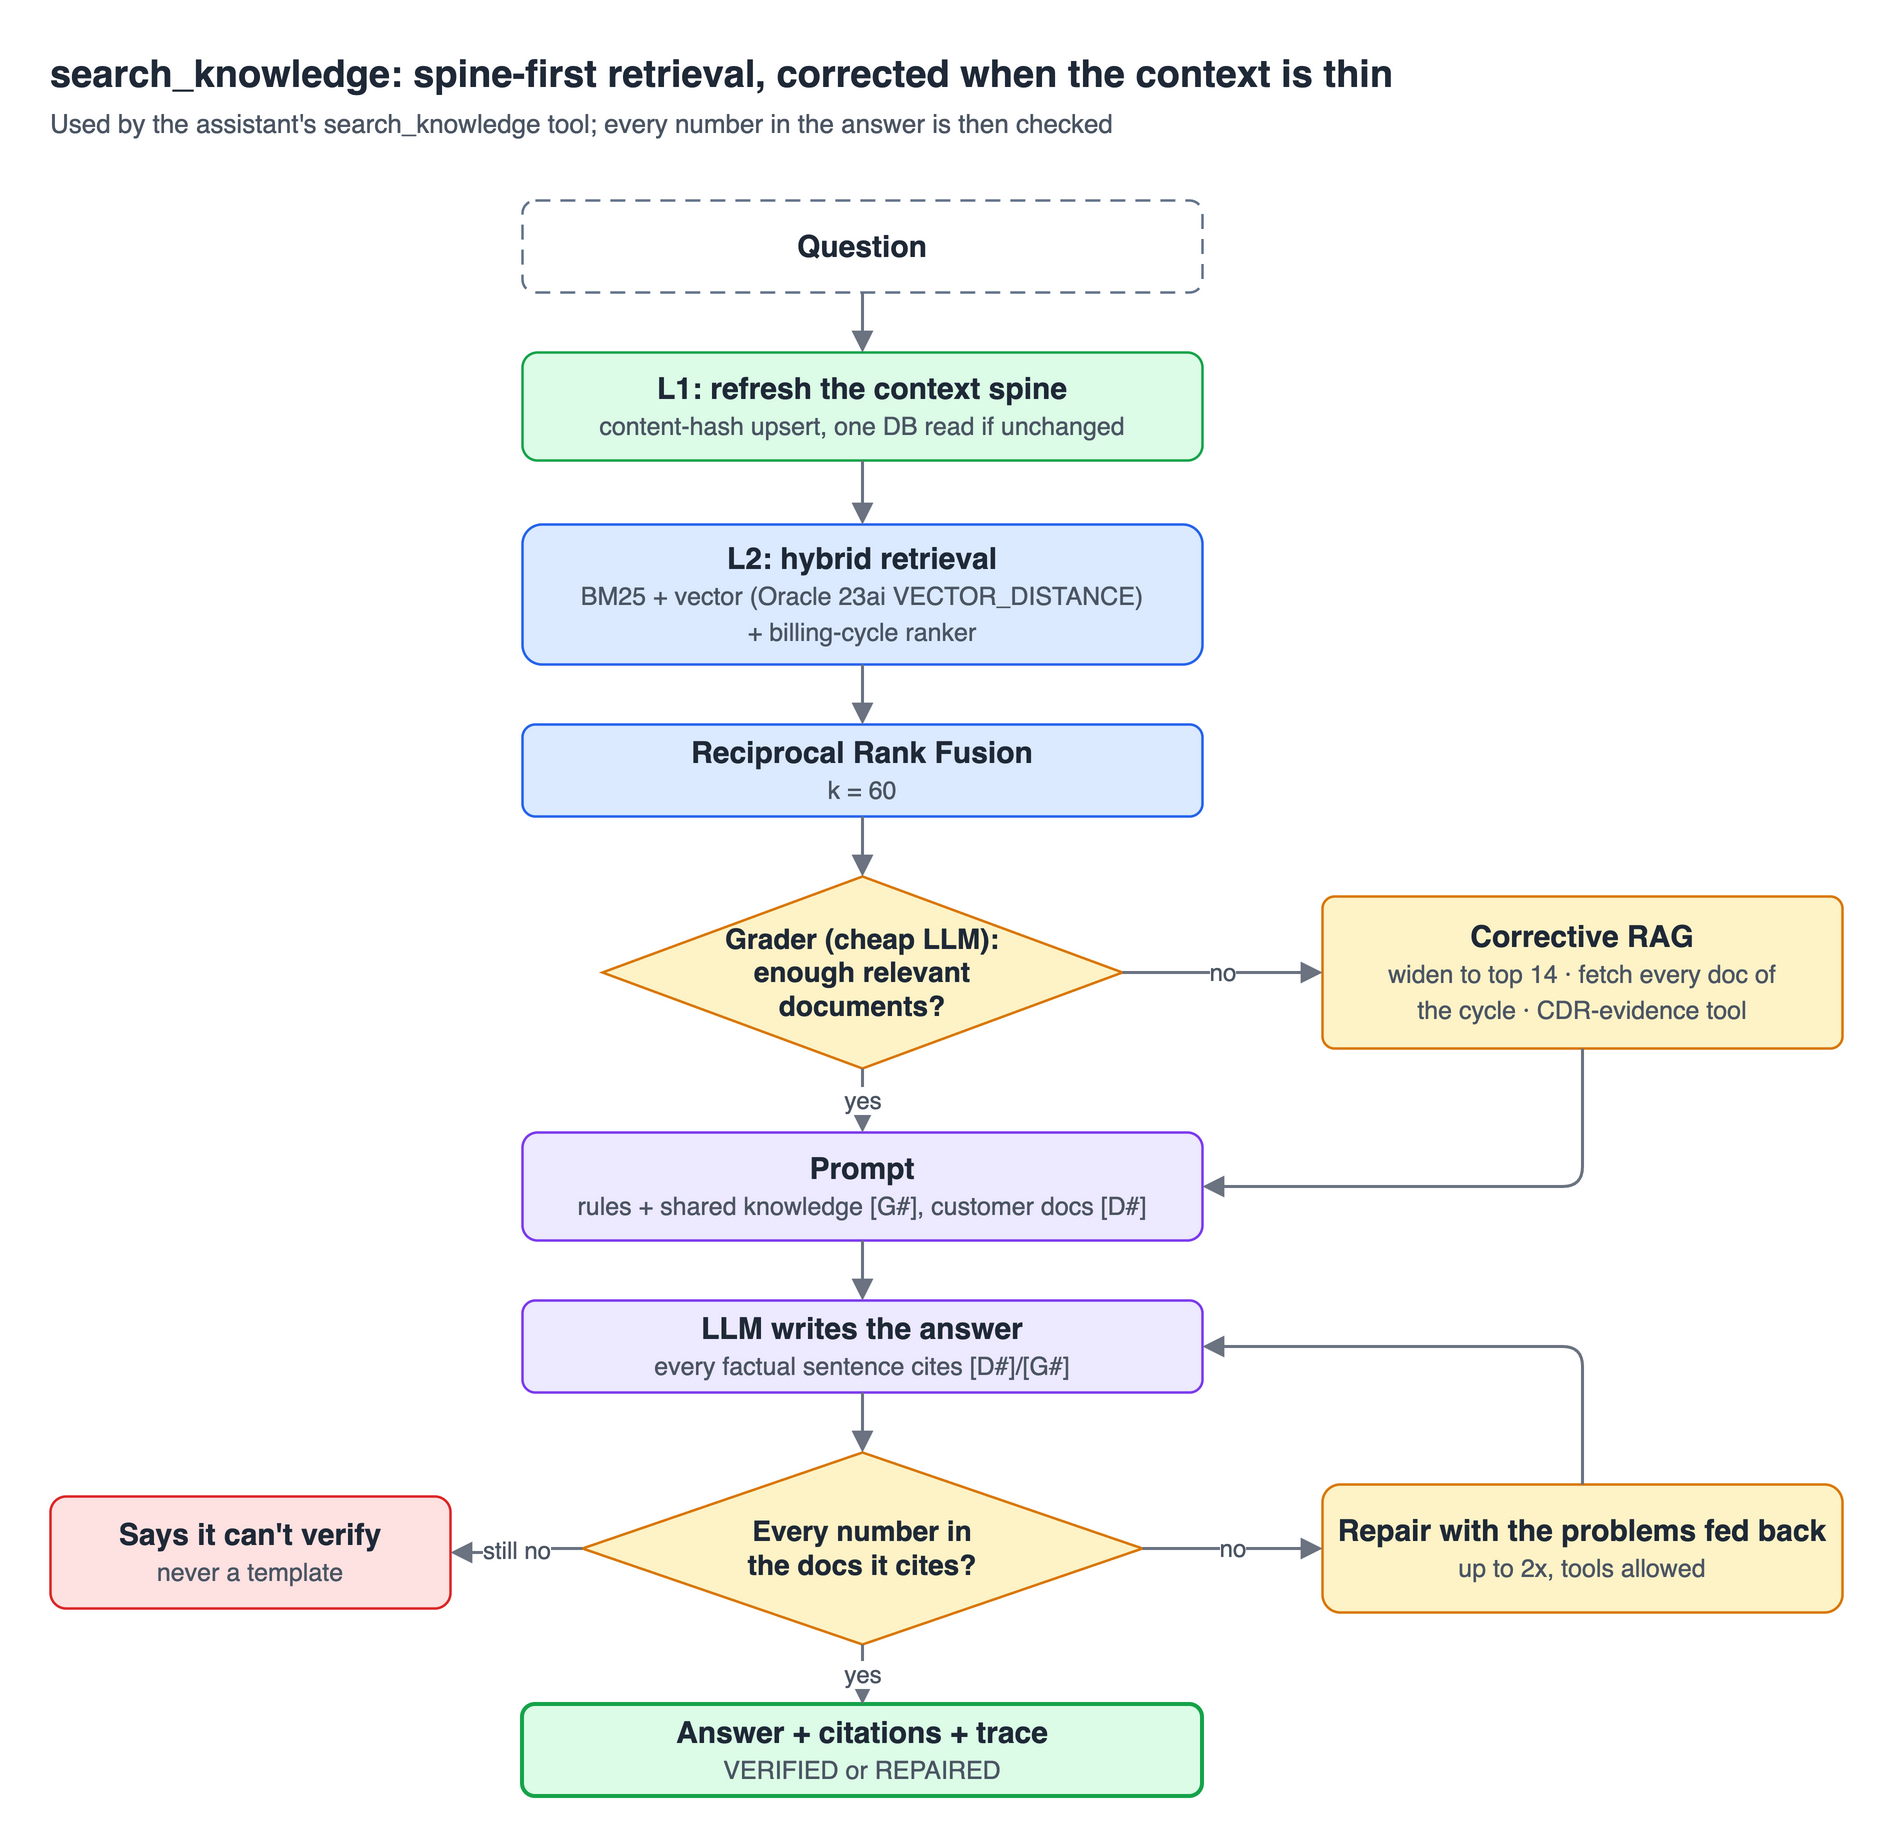 search_knowledge: spine-first retrieval, corrected when the context is thin
Used by the assistant's search_knowledge tool; every number in the answer is then checked
Question
L1: refresh the context spine
content-hash upsert, one DB read if unchanged
L2: hybrid retrieval
BM25 + vector (Oracle 23ai VECTOR_DISTANCE)
+ billing-cycle ranker
Reciprocal Rank Fusion
k = 60
Grader (cheap LLM):
enough relevant
documents?
no
Corrective RAG
widen to top 14 · fetch every doc of
the cycle · CDR-evidence tool
yes
Prompt
rules + shared knowledge [G#], customer docs [D#]
LLM writes the answer
every factual sentence cites [D#]/[G#]
Says it can't verify
never a template
still no
Every number in
the docs it cites?
no
Repair with the problems fed back
up to 2x, tools allowed
yes
Answer + citations + trace
VERIFIED or REPAIRED